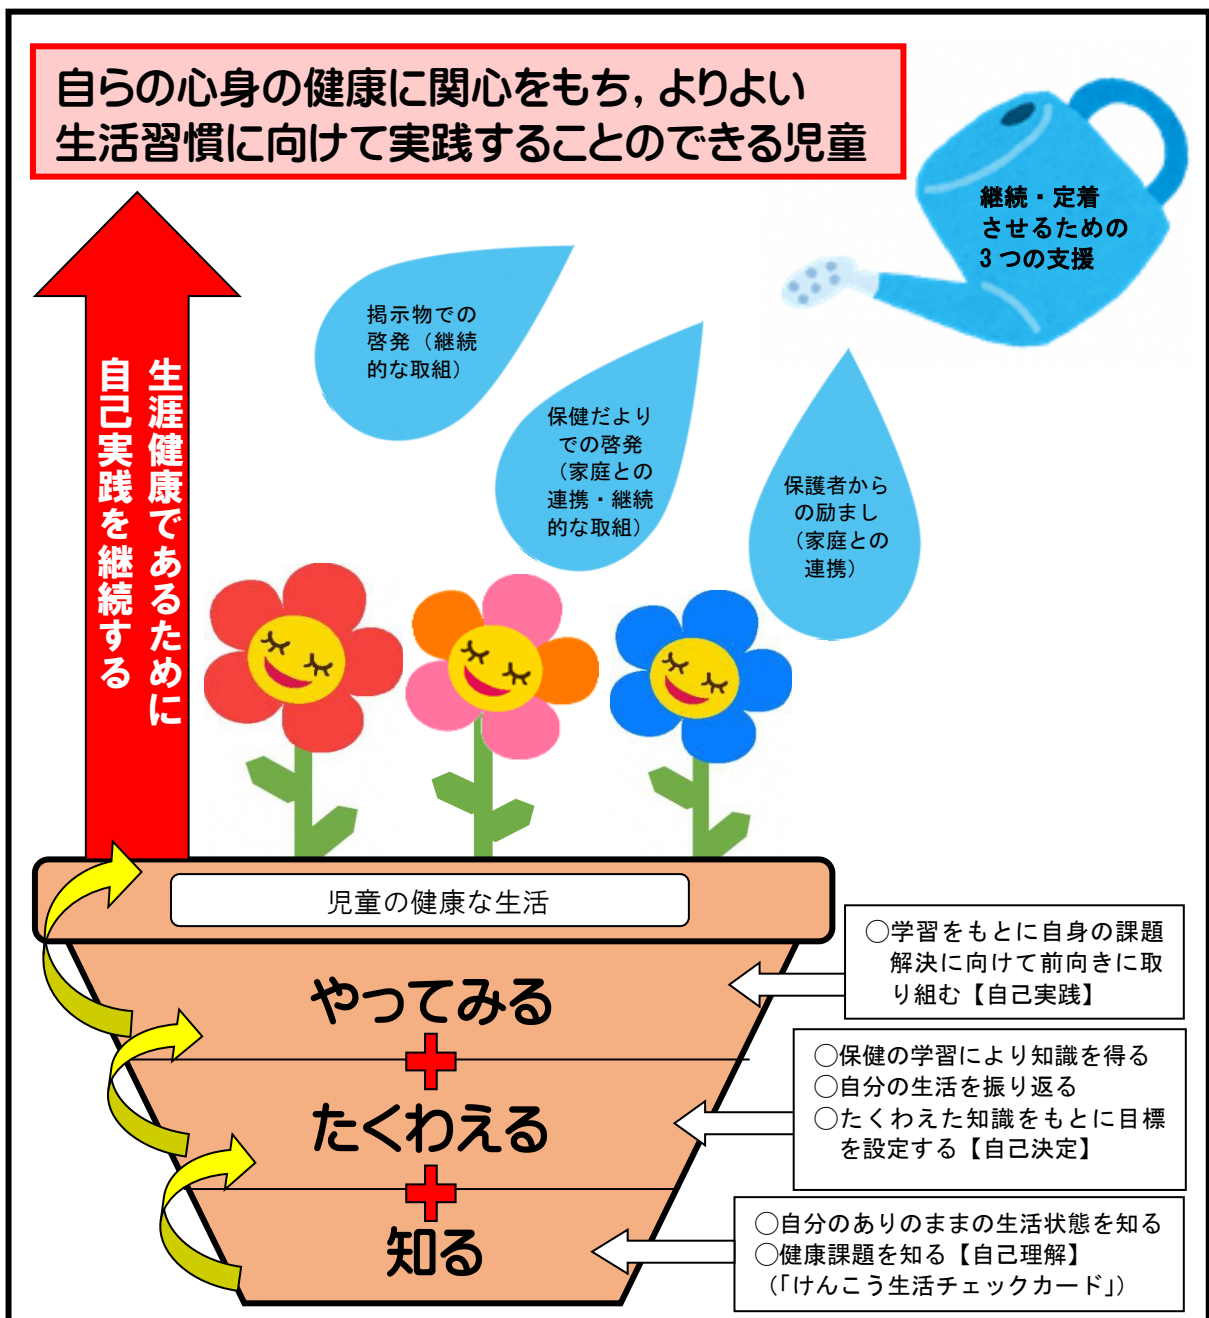 自らの心身の健康に関心をもち，よりよい
生活習慣に向けて実践することのできる児童
継続・定着
させるための
3つの支援
掲示物での
啓発（継続
的な取組）
保健だより
での啓発
（家庭との
連携・継続
的な取組）
保護者から
の励まし
（家庭との
連携）
生涯健康であるために
自己実践を継続する
児童の健康な生活
やってみる
○学習をもとに自身の課題
解決に向けて前向きに取
り組む【自己実践】
たくわえる
○保健の学習により知識を得る
○自分の生活を振り返る
○たくわえた知識をもとに目標
を設定する【自己決定】
知る
○自分のありのままの生活状態を知る
○健康課題を知る【自己理解】
（「けんこう生活チェックカード」）